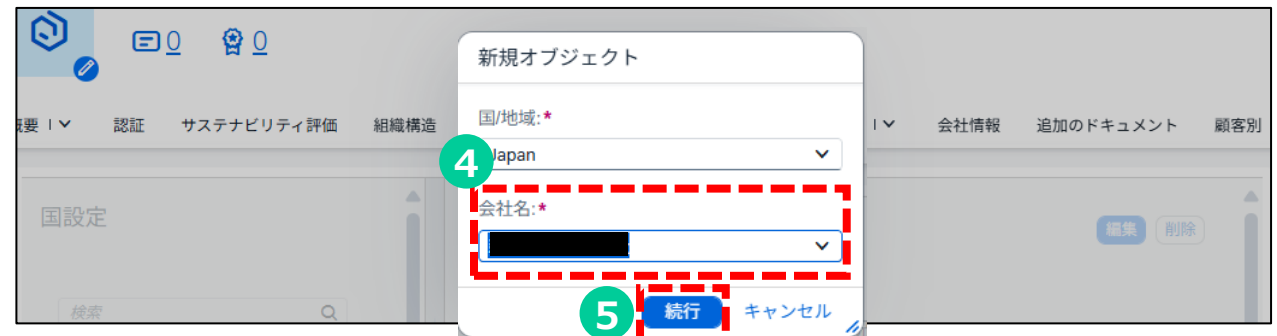 0 0
新規オブジェクト
国/地域:*
概要 認証 サステナビリティ評価 組織構造 会社情報 追加のドキュメント 顧客別
4
Japan
会社名:*
国設定
編集 削除
検索
5
続行 キャンセル